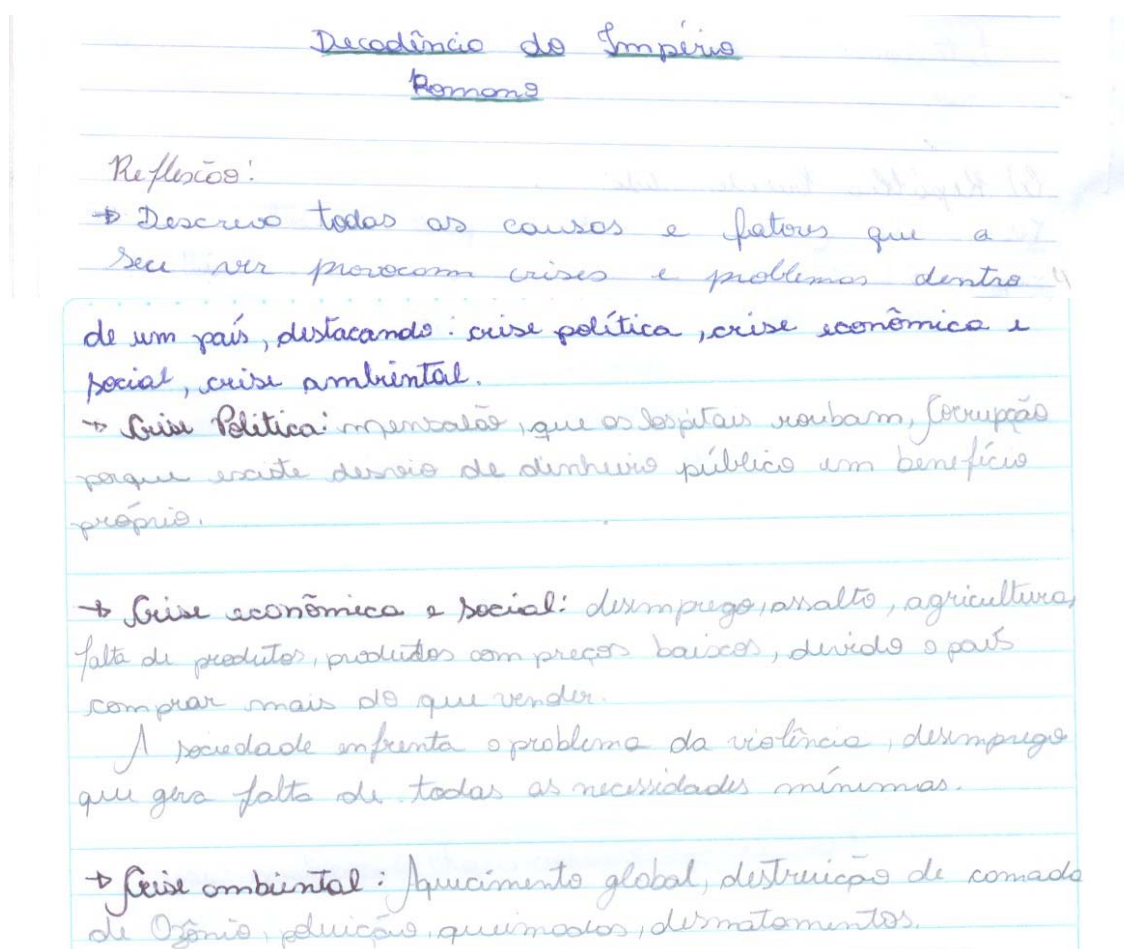 Decadência do Império
Romano
Reflexão:
→ Descreva todas as causas e fatores que a
seu ver provocam crises e problemas dentro
de um país, destacando: crise política, crise econômica e
social, crise ambiental.
→ Crise Política: mensalão, que os hospitais roubam, Corrupção
porque existe desvio de dinheiro público em benefício
próprio.
→ Crise econômica e social: desemprego, assalto, agricultura,
falta de produtos, produtos com preços baixos, devido o país
comprar mais do que vender.
A sociedade enfrenta o problema da violência, desemprego
que gera falta de todas as necessidades mínimas.
→ Crise ambiental: Aquecimento global, destruição de camada
de Ozônio, poluição, queimadas, desmatamentos.